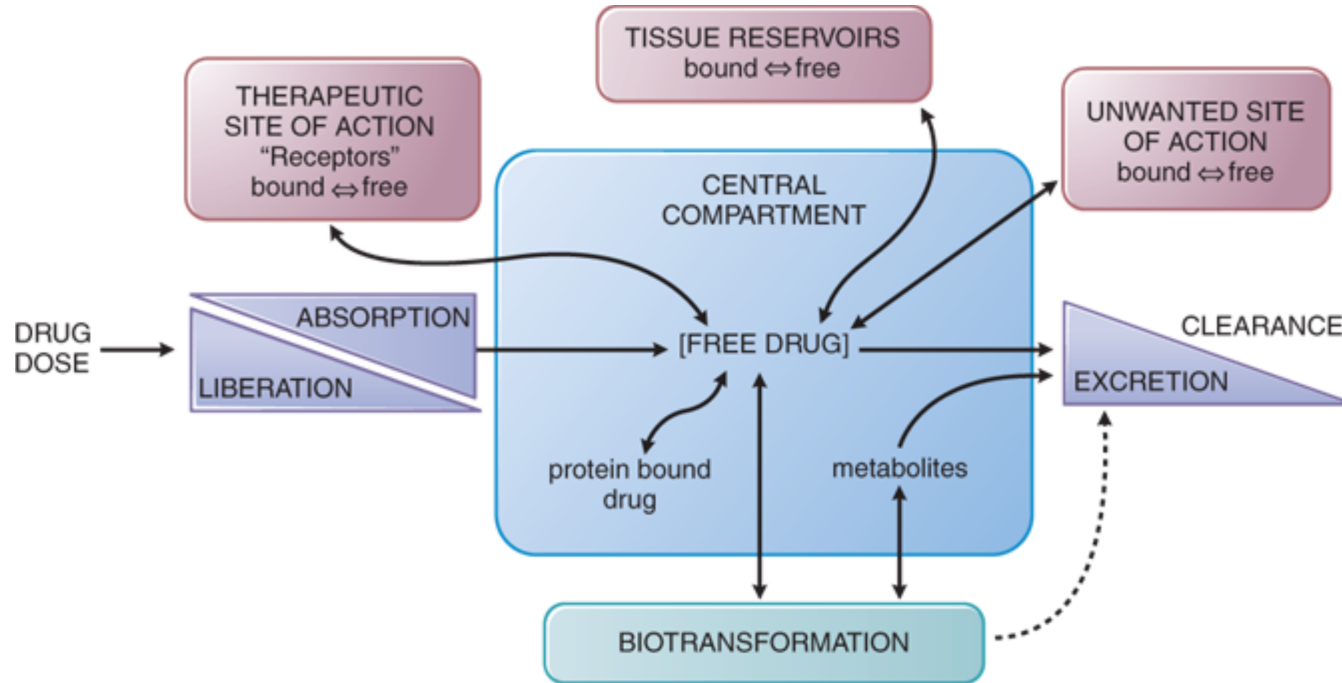 TISSUE RESERVOIRS
bound ⇔ free
THERAPEUTIC
SITE OF ACTION
“Receptors”
bound ⇔ free
UNWANTED SITE
OF ACTION
bound ⇔ free
CENTRAL
COMPARTMENT
DRUG
DOSE
ABSORPTION
LIBERATION
[FREE DRUG]
CLEARANCE
EXCRETION
protein bound
drug
metabolites
BIOTRANSFORMATION